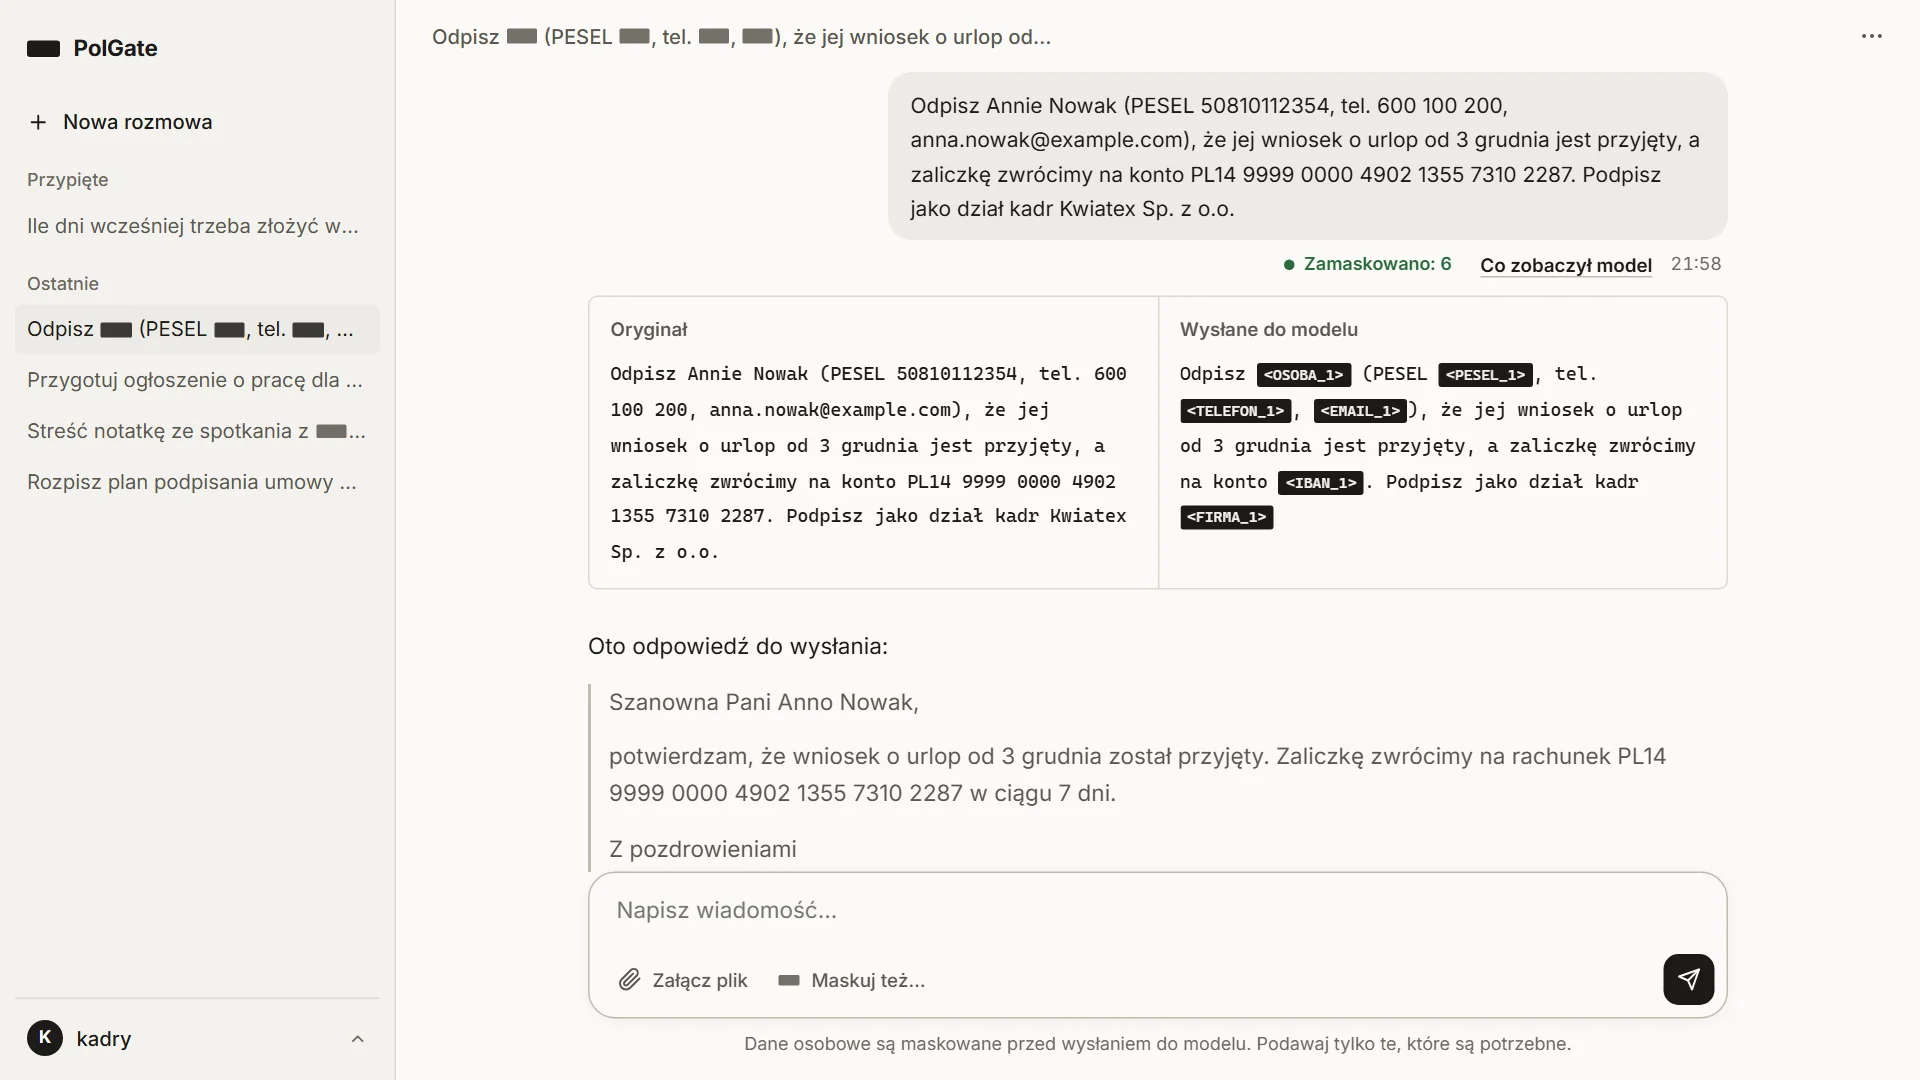 PolGate
Nowa rozmowa
Przypięte
Ile dni wcześniej trzeba złożyć w...
Ostatnie
Odpisz (PESEL , tel. , ...
Przygotuj ogłoszenie o pracę dla ...
Streść notatkę ze spotkania z ...
Rozpisz plan podpisania umowy ...
K kadry
Odpisz (PESEL , tel. , ), że jej wniosek o urlop od...
Odpisz Annie Nowak (PESEL 50810112354, tel. 600 100 200,
anna.nowak@example.com), że jej wniosek o urlop od 3 grudnia jest przyjęty, a
zaliczkę zwrócimy na konto PL14 9999 0000 4902 1355 7310 2287. Podpisz
jako dział kadr Kwiatex Sp. z o.o.
Zamaskowano: 6 Co zobaczył model 21:58
Oryginał
Odpisz Annie Nowak (PESEL 50810112354, tel. 600
100 200, anna.nowak@example.com), że jej
wniosek o urlop od 3 grudnia jest przyjęty, a
zaliczkę zwrócimy na konto PL14 9999 0000 4902
1355 7310 2287. Podpisz jako dział kadr Kwiatex
Sp. z o.o.
Wysłane do modelu
Odpisz <OSOBA_1> (PESEL <PESEL_1>, tel.
<TELEFON_1>, <EMAIL_1>), że jej wniosek o urlop
od 3 grudnia jest przyjęty, a zaliczkę zwrócimy
na konto <IBAN_1>. Podpisz jako dział kadr
<FIRMA_1>
Oto odpowiedź do wysłania:
Szanowna Pani Anno Nowak,
potwierdzam, że wniosek o urlop od 3 grudnia został przyjęty. Zaliczkę zwrócimy na rachunek PL14
9999 0000 4902 1355 7310 2287 w ciągu 7 dni.
Z pozdrowieniami
Napisz wiadomość...
Załącz plik Maskuj też...
Dane osobowe są maskowane przed wysłaniem do modelu. Podawaj tylko te, które są potrzebne.